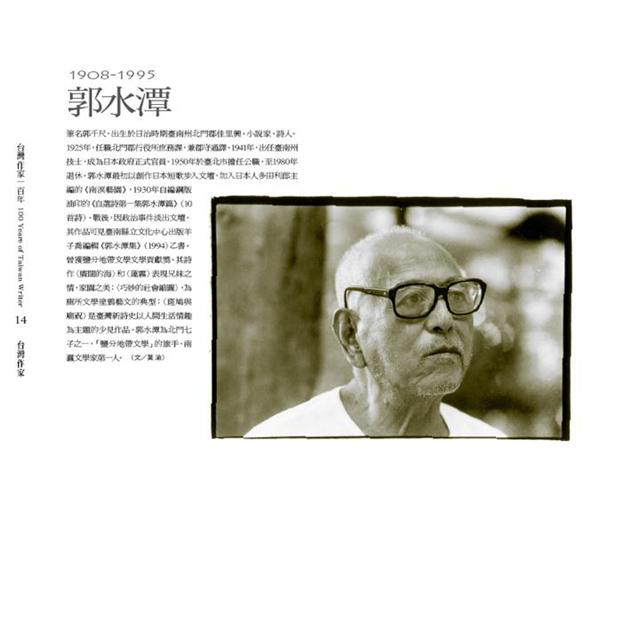 1908-1995
郭水潭
筆名郭千尺，出生於日治時期臺南州北門郡佳里興。小說家、詩人。
1925年，任職北門郡行役所庶務課，兼郡守通譯。1941年，出任臺南州
技士，成為日本政府正式官員。1950年於臺北市擔任公職，至1980年
退休。郭水潭最初以創作日本短歌步入文壇，加入日本人多田利郎主
編的《南溟藝園》，1930年自編鋼版
油印的《自選詩第一集郭水潭篇》（10
首詩）。戰後，因政治事件淡出文壇。
其作品可見臺南縣立文化中心出版羊
子喬編輯《郭水潭集》（1994）乙書。
曾獲鹽分地帶文學文學貢獻獎。其詩
作〈廣闊的海〉和〈蓮霧〉表現兄妹之
情，家園之美；〈巧妙的社會縮圖〉，為
廁所文學塗鴉藝文的典型；〈斑鳩與
廟祝〉是臺灣新詩史以人間生活情趣
為主題的少見作品。郭水潭為北門七
子之一，「鹽分地帶文學」的旗手，南
瀛文學家第一人。（文／莫渝）
台灣作家｜一百年 100 Years of Taiwan Writer
14
台灣作家